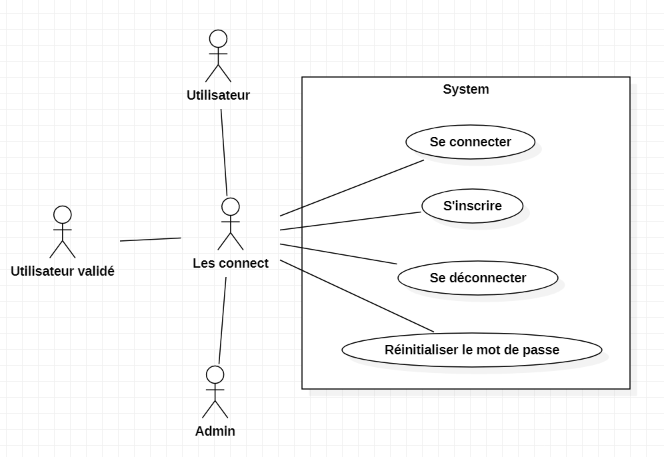 Utilisateur
System
Se connecter
S'inscrire
Utilisateur validé
Les connect
Se déconnecter
Réinitialiser le mot de passe
Admin